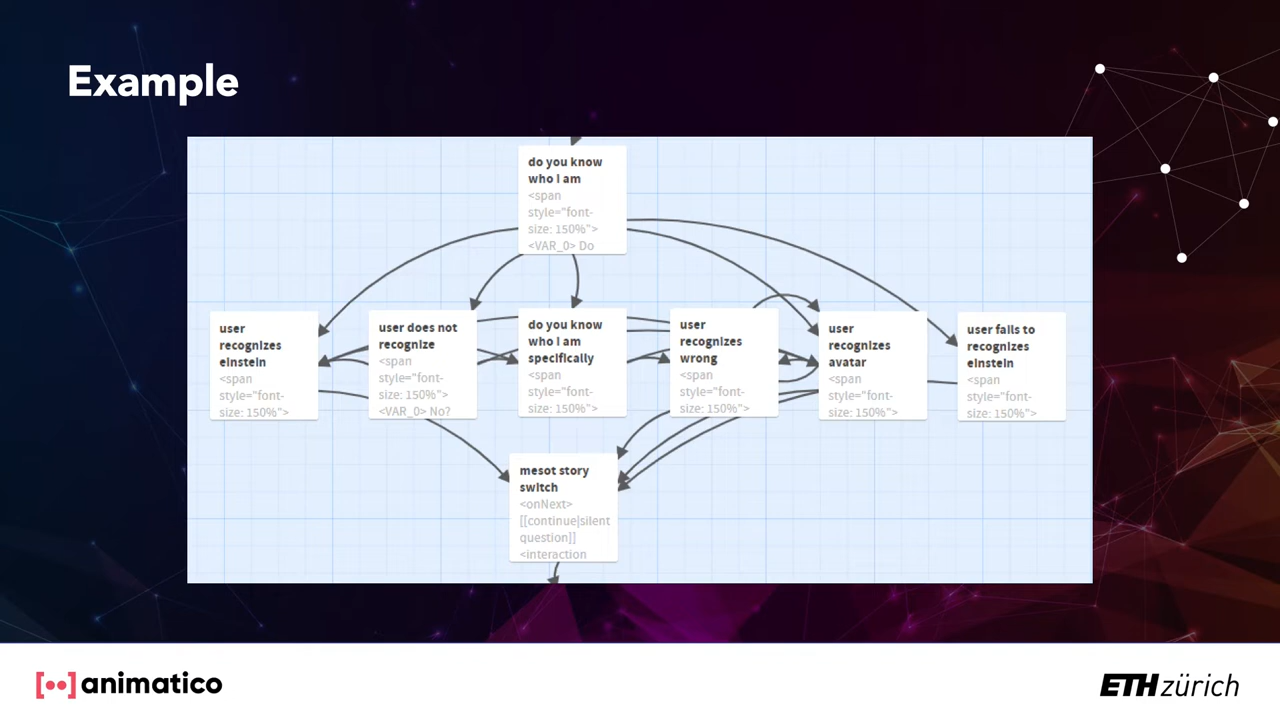 Example
do you know
who I am
<span
style="font-
size: 150%">
<VAR_0> Do
user
recognizes
einstein
<span
style="font-
size: 150%">
user does not
recognize
<span
style="font-
size: 150%">
<VAR_0> No?
do you know
who I am
specifically
<span
style="font-
size: 150%">
user
recognizes
wrong
<span
style="font-
size: 150%">
user
recognizes
avatar
<span
style="font-
size: 150%">
user fails to
recognizes
einstein
<span
style="font-
size: 150%">
mesot story
switch
<onNext>
[[continue|silent
question]]
<interaction
[••] animatico
ETH zürich